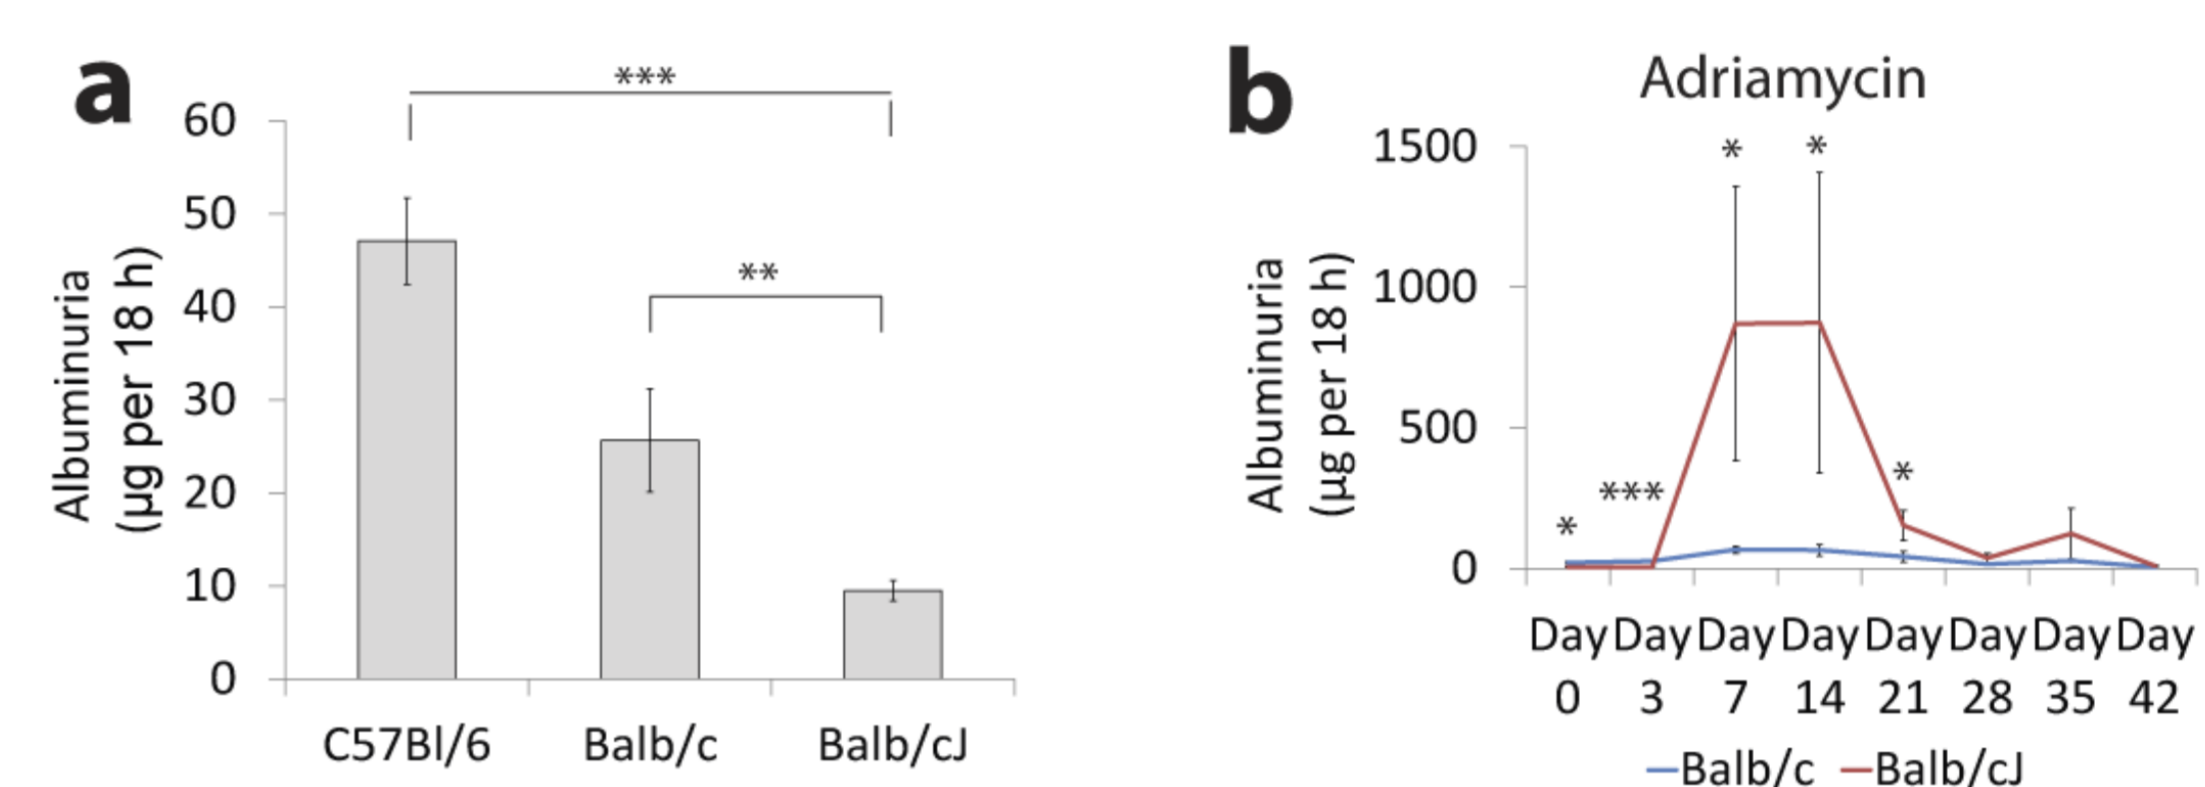 a
***
60
50
40
30
20
10
0
**
Albuminuria
(µg per 18 h)
C57Bl/6 Balb/c Balb/cJ
b
Adriamycin
1500
1000
500
0
Albuminuria
(µg per 18 h)
* *** * * *
Day Day Day Day Day Day Day Day
0 3 7 14 21 28 35 42
Balb/c Balb/cJ